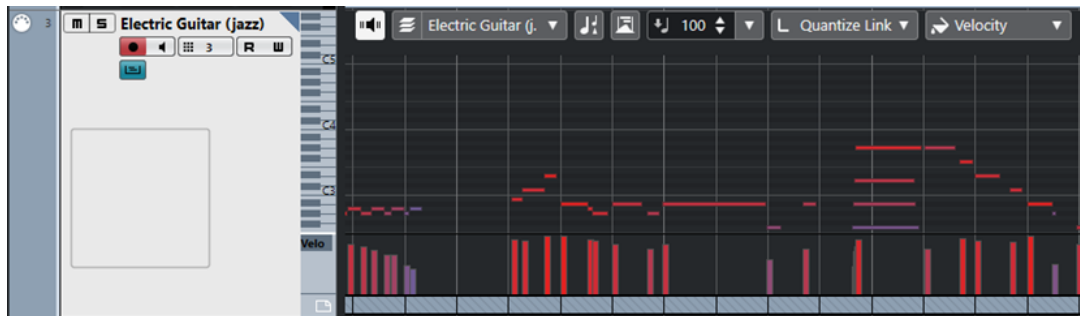 3
M S Electric Guitar (jazz)
3 R W
Electric Guitar (j.
100
L Quantize Link
Velocity
C5
C4
C3
Velo